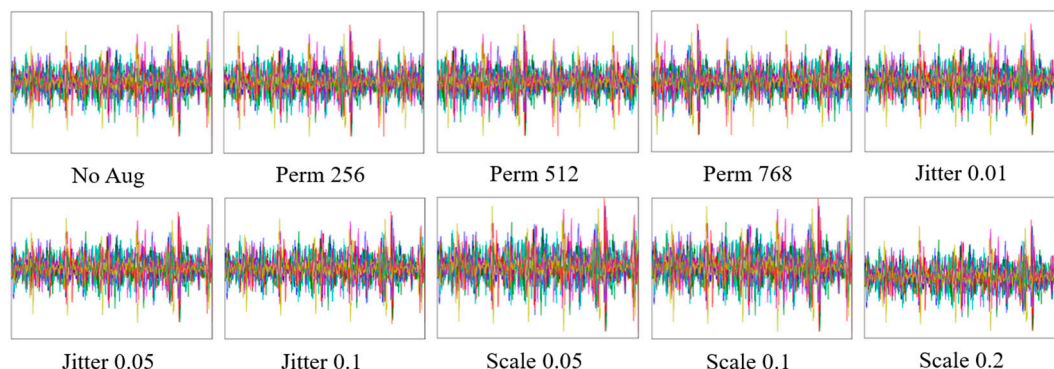 No Aug
Perm 256
Perm 512
Perm 768
Jitter 0.01
Jitter 0.05
Jitter 0.1
Scale 0.05
Scale 0.1
Scale 0.2